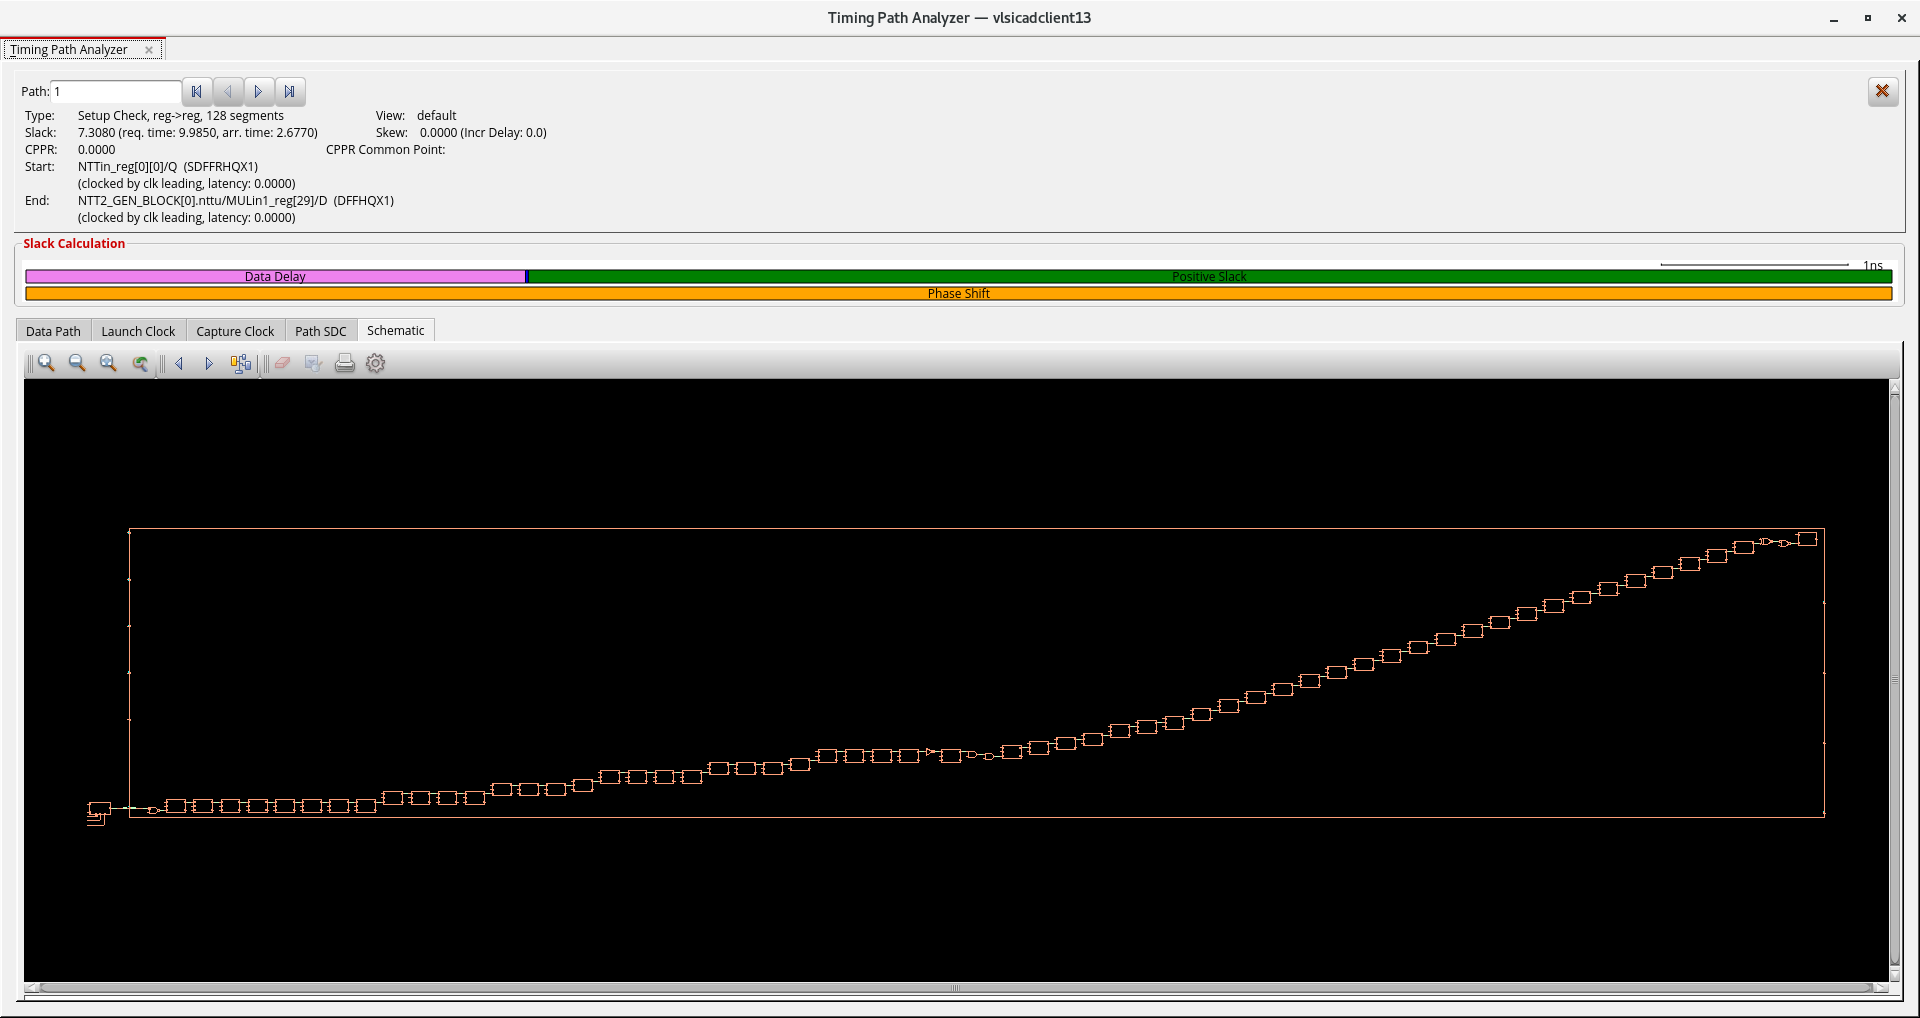 Timing Path Analyzer — vlsicadclient13
Timing Path Analyzer
Path: 1
Type: Setup Check, reg->reg, 128 segments View: default
Slack: 7.3080 (req. time: 9.9850, arr. time: 2.6770) Skew: 0.0000 (Incr Delay: 0.0)
CPPR: 0.0000 CPPR Common Point:
Start: NTTin_reg[0][0]/Q (SDFFRHQX1)
(clocked by clk leading, latency: 0.0000)
End: NTT2_GEN_BLOCK[0].nttu/MULin1_reg[29]/D (DFFHQX1)
(clocked by clk leading, latency: 0.0000)
Slack Calculation
1ns
Data Delay Positive Slack
Phase Shift
Data Path Launch Clock Capture Clock Path SDC Schematic